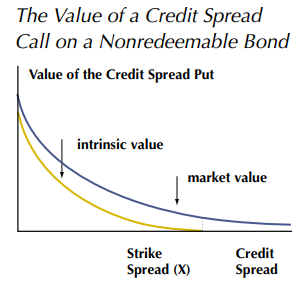 The Value of a Credit Spread
Call on a Nonredeemable Bond
Value of the Credit Spread Put
intrinsic value
market value
Strike
Spread (X)
Credit
Spread